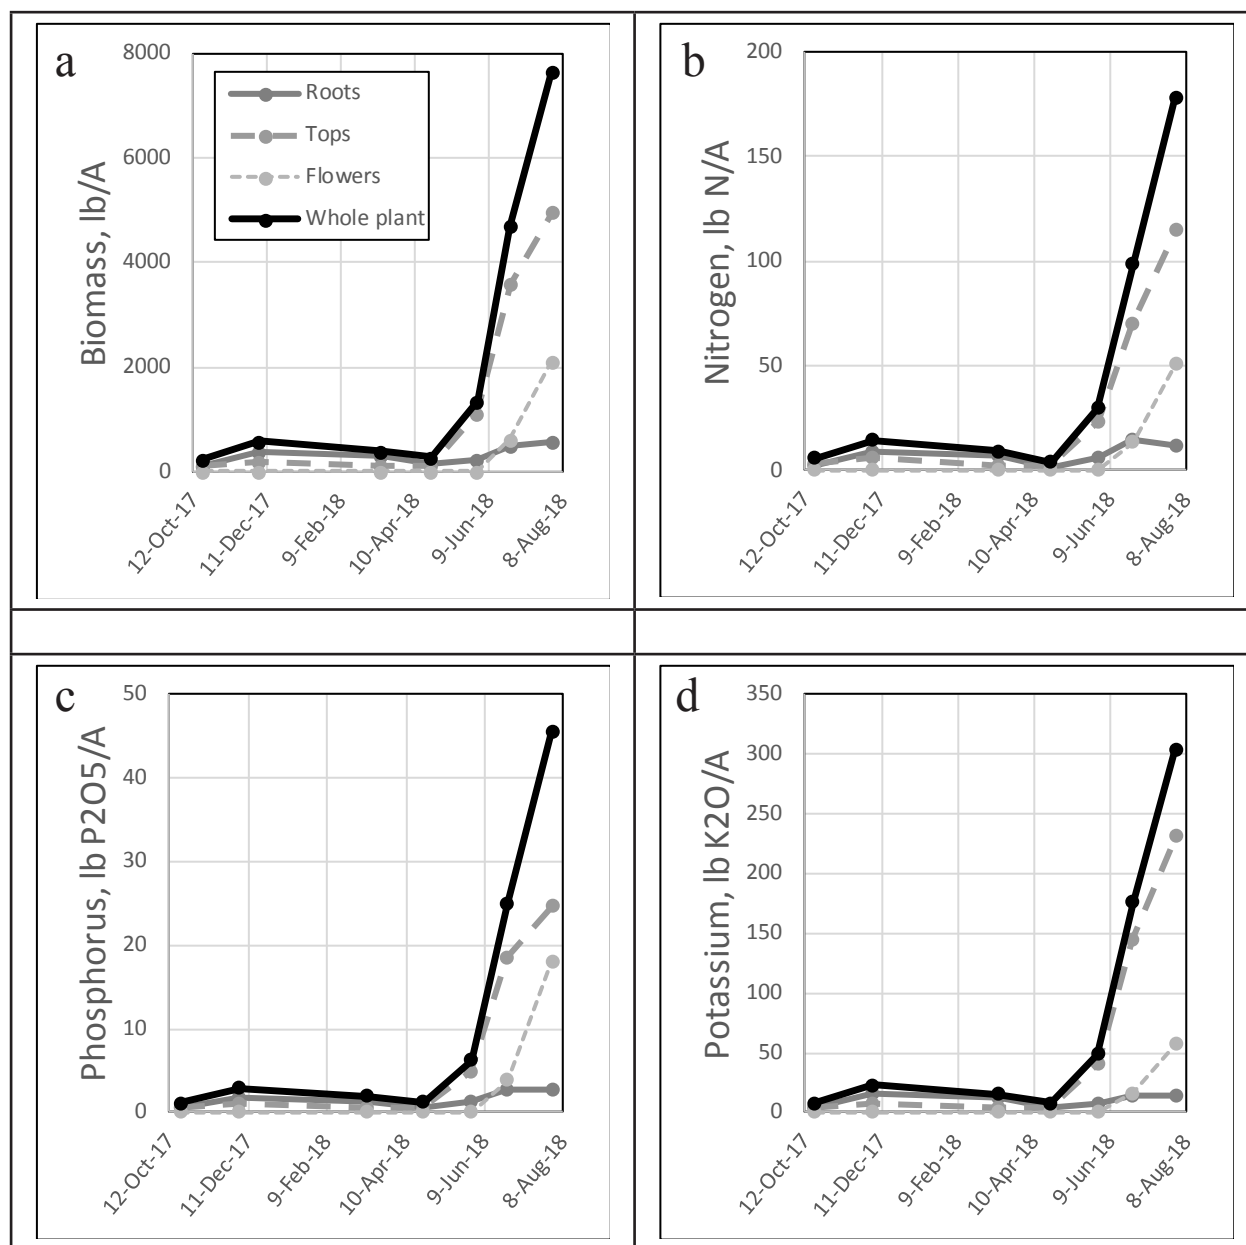 a
Biomass, lb/A
8000
6000
4000
2000
0
Roots
Tops
Flowers
Whole plant
12-Oct-17
11-Dec-17
9-Feb-18
10-Apr-18
9-Jun-18
8-Aug-18
b
Nitrogen, lb N/A
200
150
100
50
0
12-Oct-17
11-Dec-17
9-Feb-18
10-Apr-18
9-Jun-18
8-Aug-18
c
Phosphorus, lb P2O5/A
50
40
30
20
10
0
12-Oct-17
11-Dec-17
9-Feb-18
10-Apr-18
9-Jun-18
8-Aug-18
d
Potassium, lb K2O/A
350
300
250
200
150
100
50
0
12-Oct-17
11-Dec-17
9-Feb-18
10-Apr-18
9-Jun-18
8-Aug-18